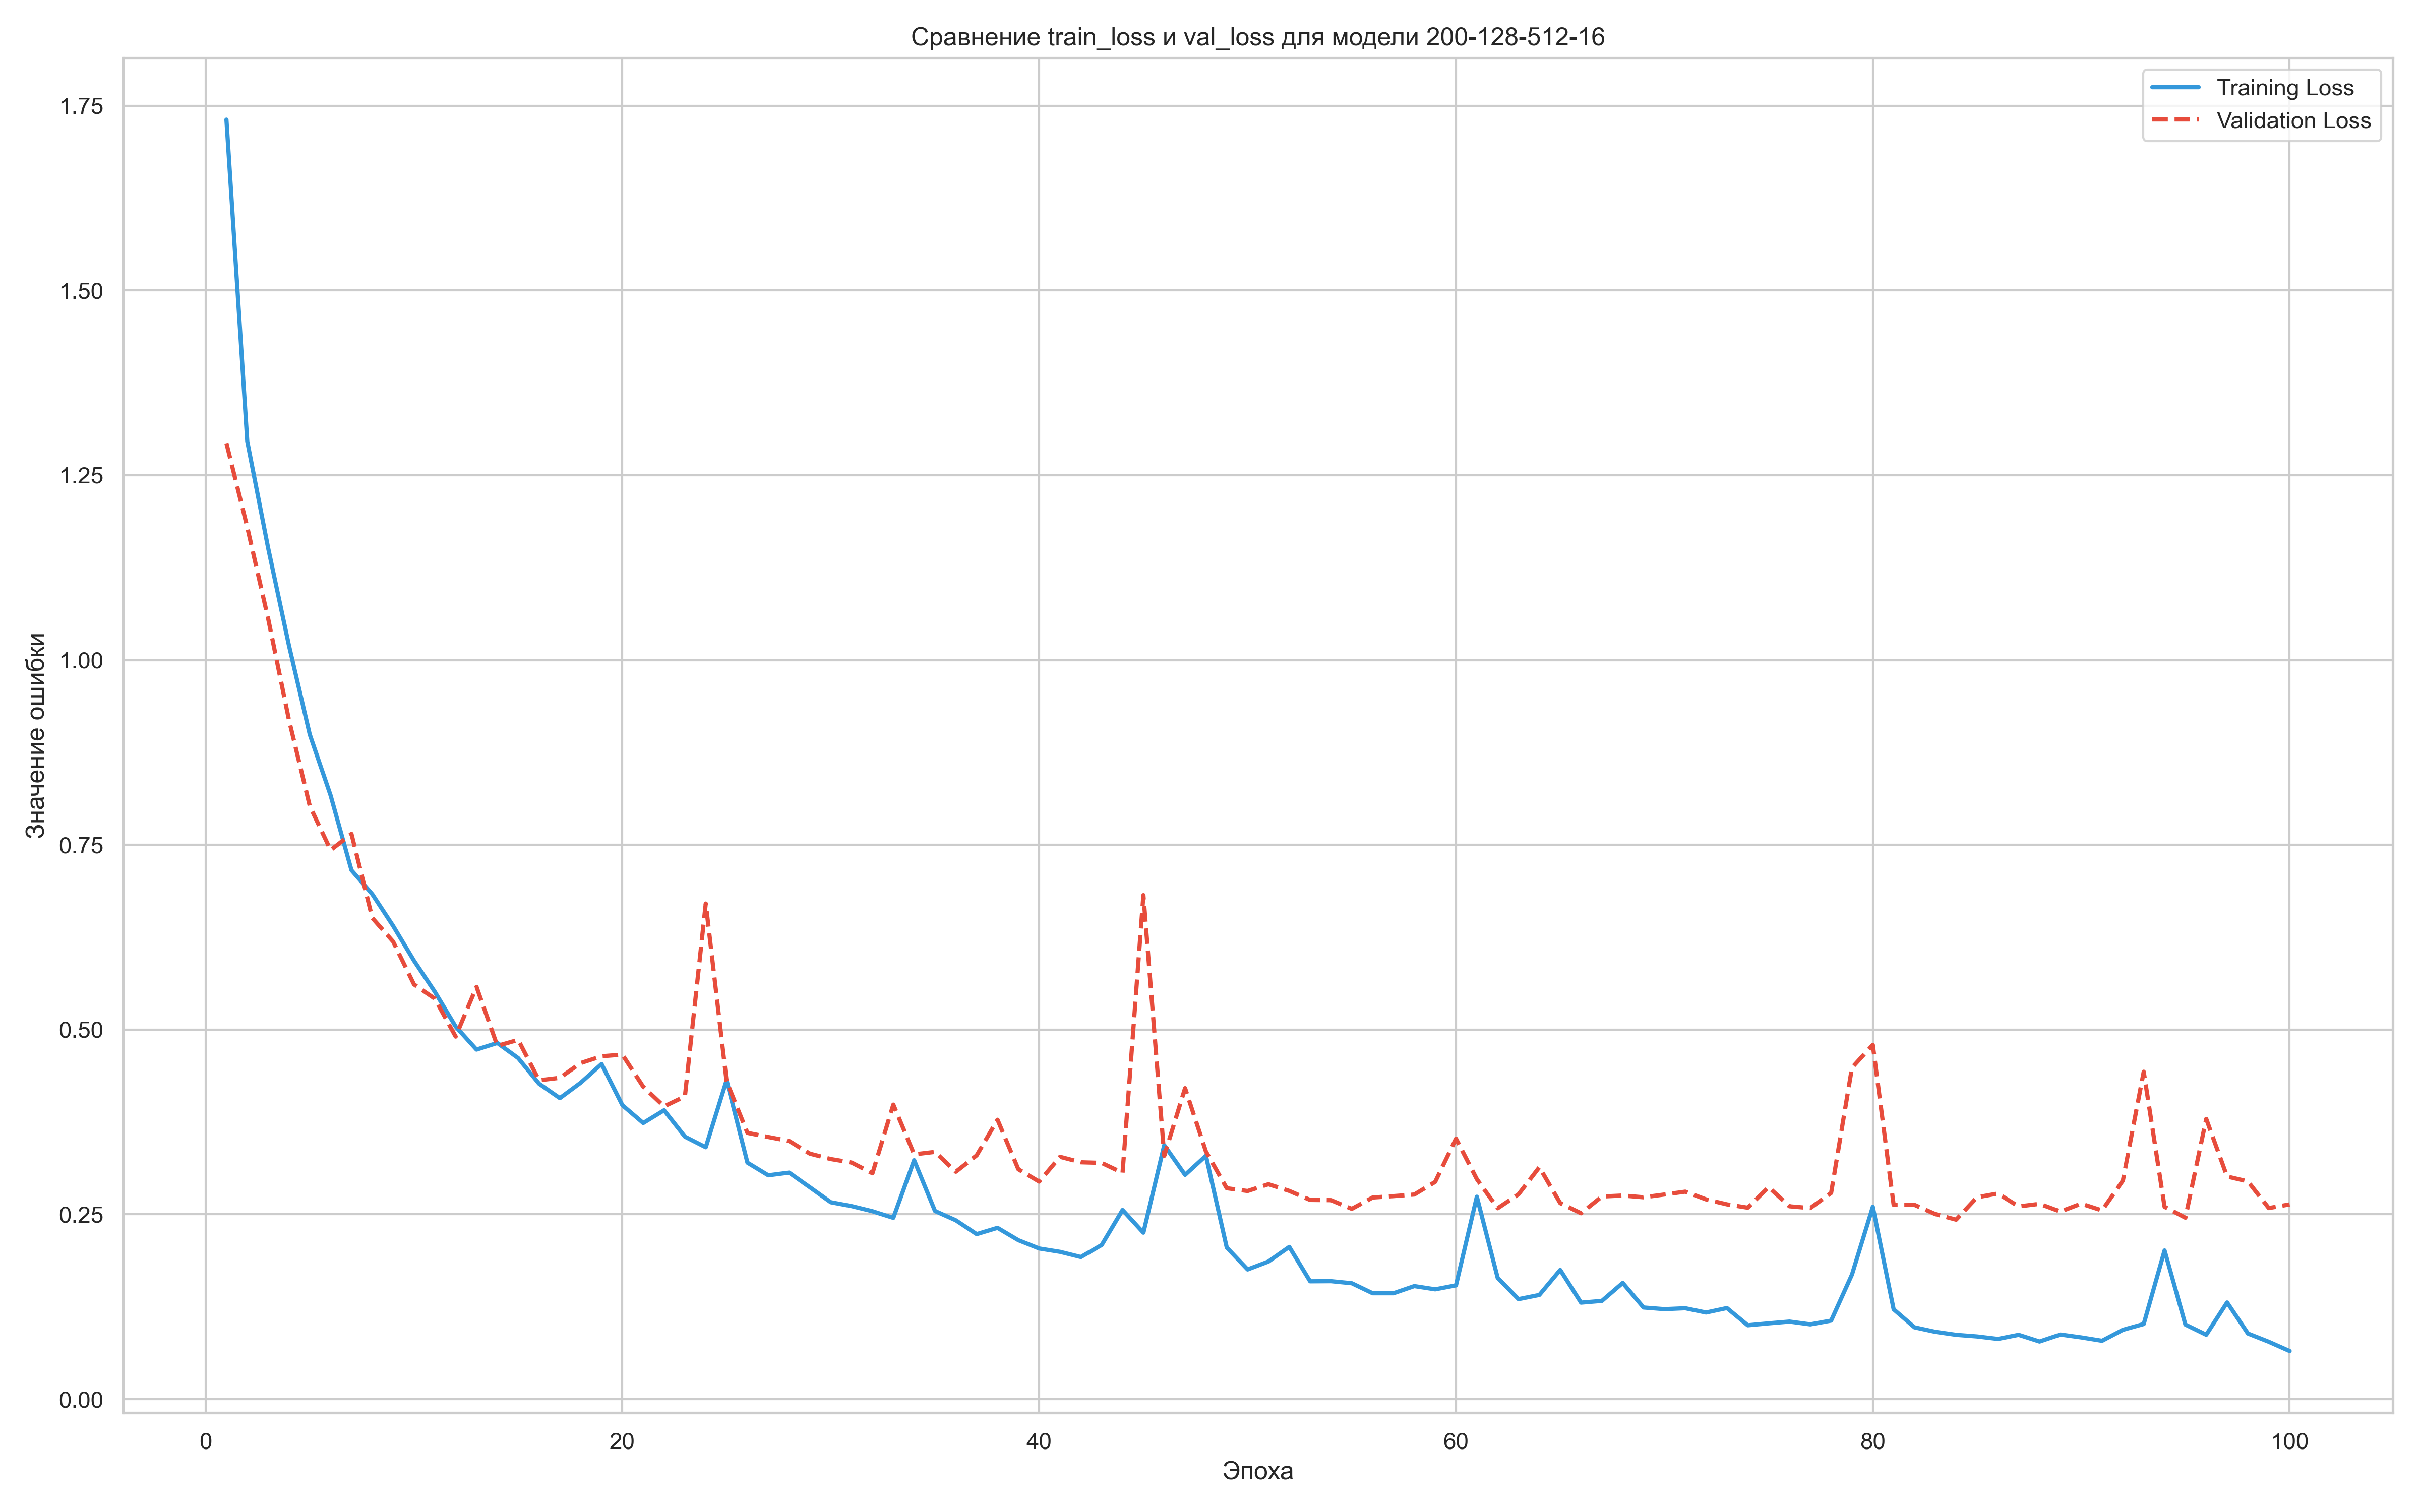 Сравнение train_loss и val_loss для модели 200-128-512-16
Training Loss
Validation Loss
1.75
1.50
1.25
1.00
0.75
0.50
0.25
0.00
Значение ошибки
0 20 40 60 80 100
Эпоха